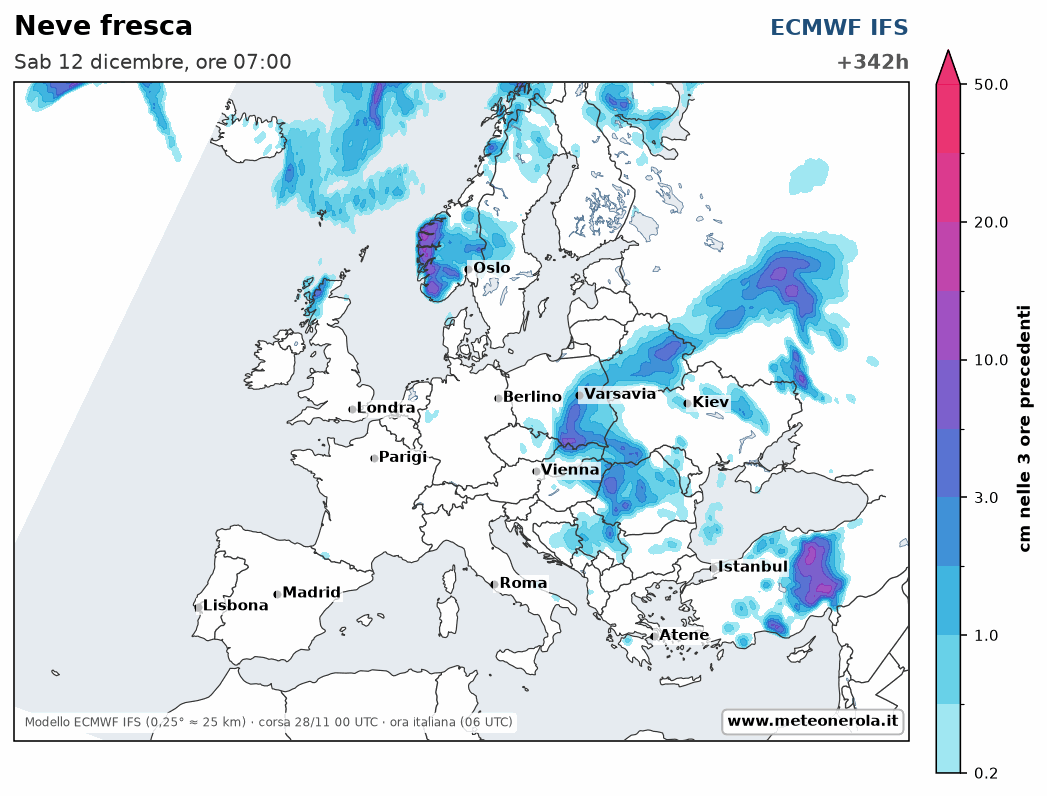 Neve fresca
ECMWF IFS
Sab 12 dicembre, ore 07:00
+342h
50.0
20.0
10.0
3.0
1.0
0.2
cm nelle 3 ore precedenti
Oslo
Berlino
Varsavia
Kiev
Londra
Parigi
Vienna
Istanbul
Roma
Madrid
Lisbona
Atene
Modello ECMWF IFS (0,25° ≈ 25 km) · corsa 28/11 00 UTC · ora italiana (06 UTC)
www.meteonerola.it